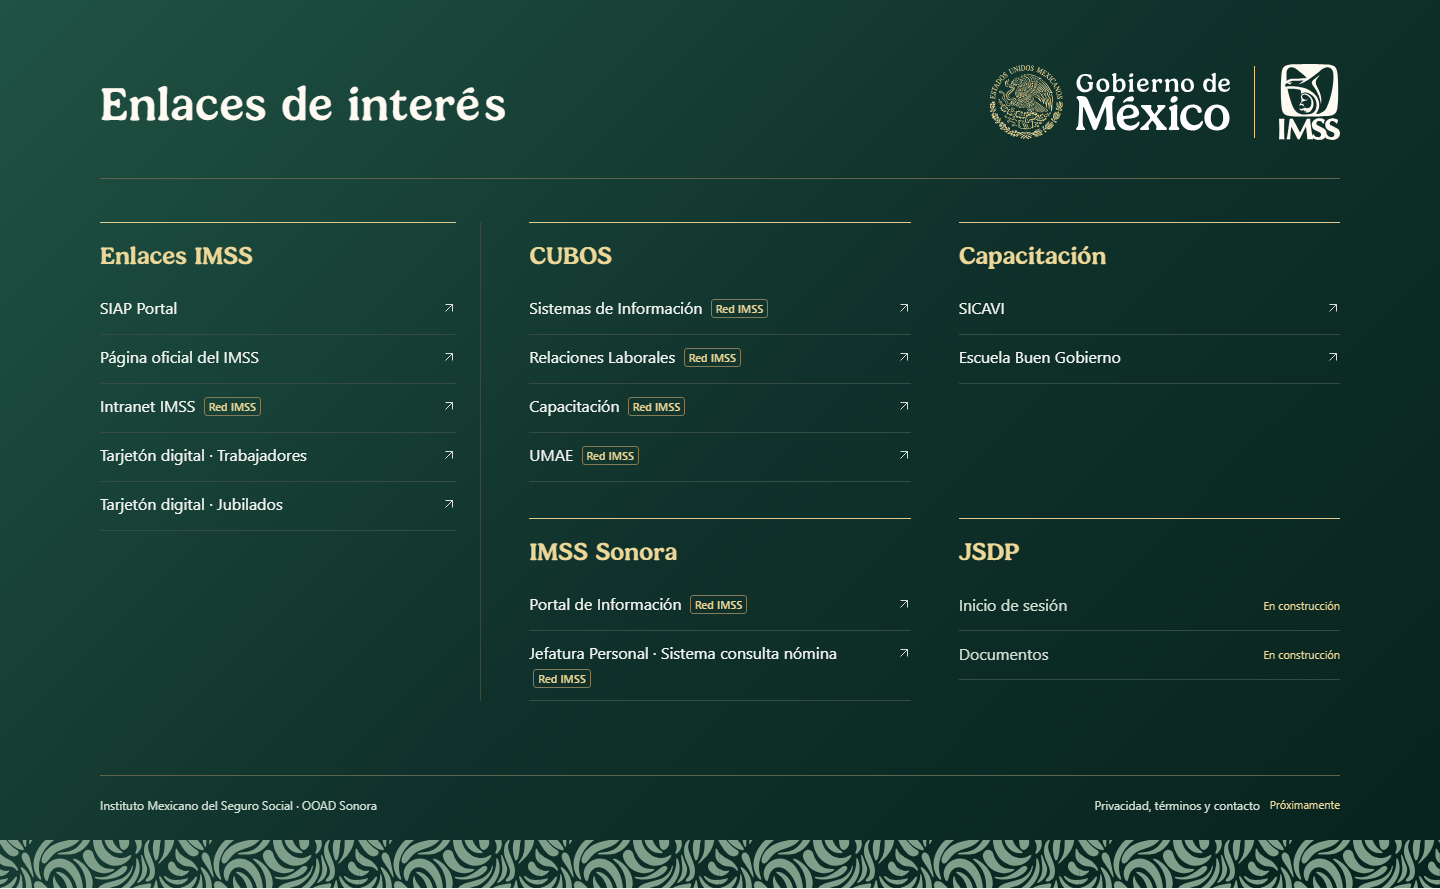 Enlaces de interés
ESTADOS UNIDOS MEXICANOS
Gobierno de
México
IMSS
Enlaces IMSS
SIAP Portal
Página oficial del IMSS
Intranet IMSS Red IMSS
Tarjetón digital · Trabajadores
Tarjetón digital · Jubilados
CUBOS
Sistemas de Información Red IMSS
Relaciones Laborales Red IMSS
Capacitación Red IMSS
UMAE Red IMSS
Capacitación
SICAVI
Escuela Buen Gobierno
IMSS Sonora
Portal de Información Red IMSS
Jefatura Personal · Sistema consulta nómina
Red IMSS
JSDP
Inicio de sesión En construcción
Documentos En construcción
Instituto Mexicano del Seguro Social · OOAD Sonora
Privacidad, términos y contacto Próximamente